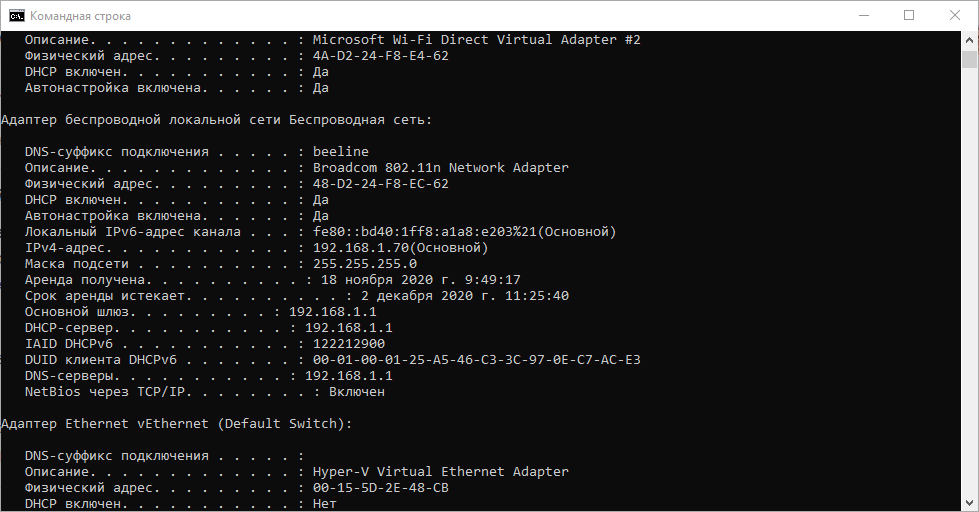 Командная строка
Описание. . . . . . . . . . . . . : Microsoft Wi-Fi Direct Virtual Adapter #2
Физический адрес. . . . . . . . . : 4A-D2-24-F8-E4-62
DHCP включен. . . . . . . . . . . : Да
Автонастройка включена. . . . . . : Да
Адаптер беспроводной локальной сети Беспроводная сеть:
DNS-суффикс подключения . . . . . : beeline
Описание. . . . . . . . . . . . . : Broadcom 802.11n Network Adapter
Физический адрес. . . . . . . . . : 48-D2-24-F8-EC-62
DHCP включен. . . . . . . . . . . : Да
Автонастройка включена. . . . . . : Да
Локальный IPv6-адрес канала . . . : fe80::bd40:1ff8:a1a8:e203%21(Основной)
IPv4-адрес. . . . . . . . . . . . : 192.168.1.70(Основной)
Маска подсети . . . . . . . . . . : 255.255.255.0
Аренда получена. . . . . . . . . . : 18 ноября 2020 г. 9:49:17
Срок аренды истекает. . . . . . . . . . : 2 декабря 2020 г. 11:25:40
Основной шлюз. . . . . . . . . : 192.168.1.1
DHCP-сервер. . . . . . . . . . . : 192.168.1.1
IAID DHCPv6 . . . . . . . . . . . : 122212900
DUID клиента DHCPv6 . . . . . . . : 00-01-00-01-25-A5-46-C3-3C-97-0E-C7-AC-E3
DNS-серверы. . . . . . . . . . . : 192.168.1.1
NetBios через TCP/IP. . . . . . . . : Включен
Адаптер Ethernet vEthernet (Default Switch):
DNS-суффикс подключения . . . . . :
Описание. . . . . . . . . . . . . : Hyper-V Virtual Ethernet Adapter
Физический адрес. . . . . . . . . : 00-15-5D-2E-48-CB
DHCP включен. . . . . . . . . . . : Нет